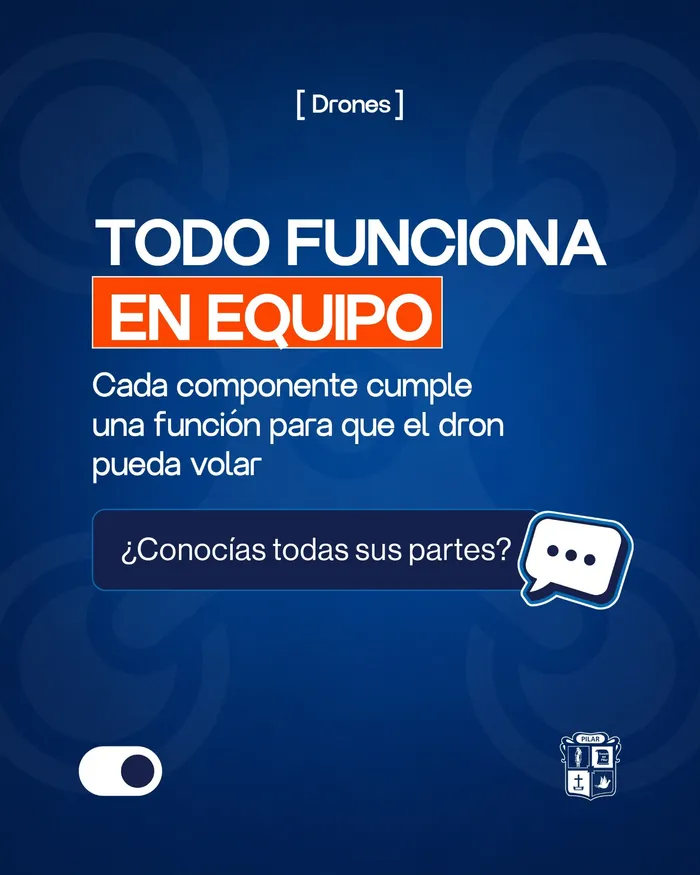 [ Drones ]
TODO FUNCIONA
EN EQUIPO
Cada componente cumple
una función para que el dron
pueda volar
¿Conocías todas sus partes?
PILAR